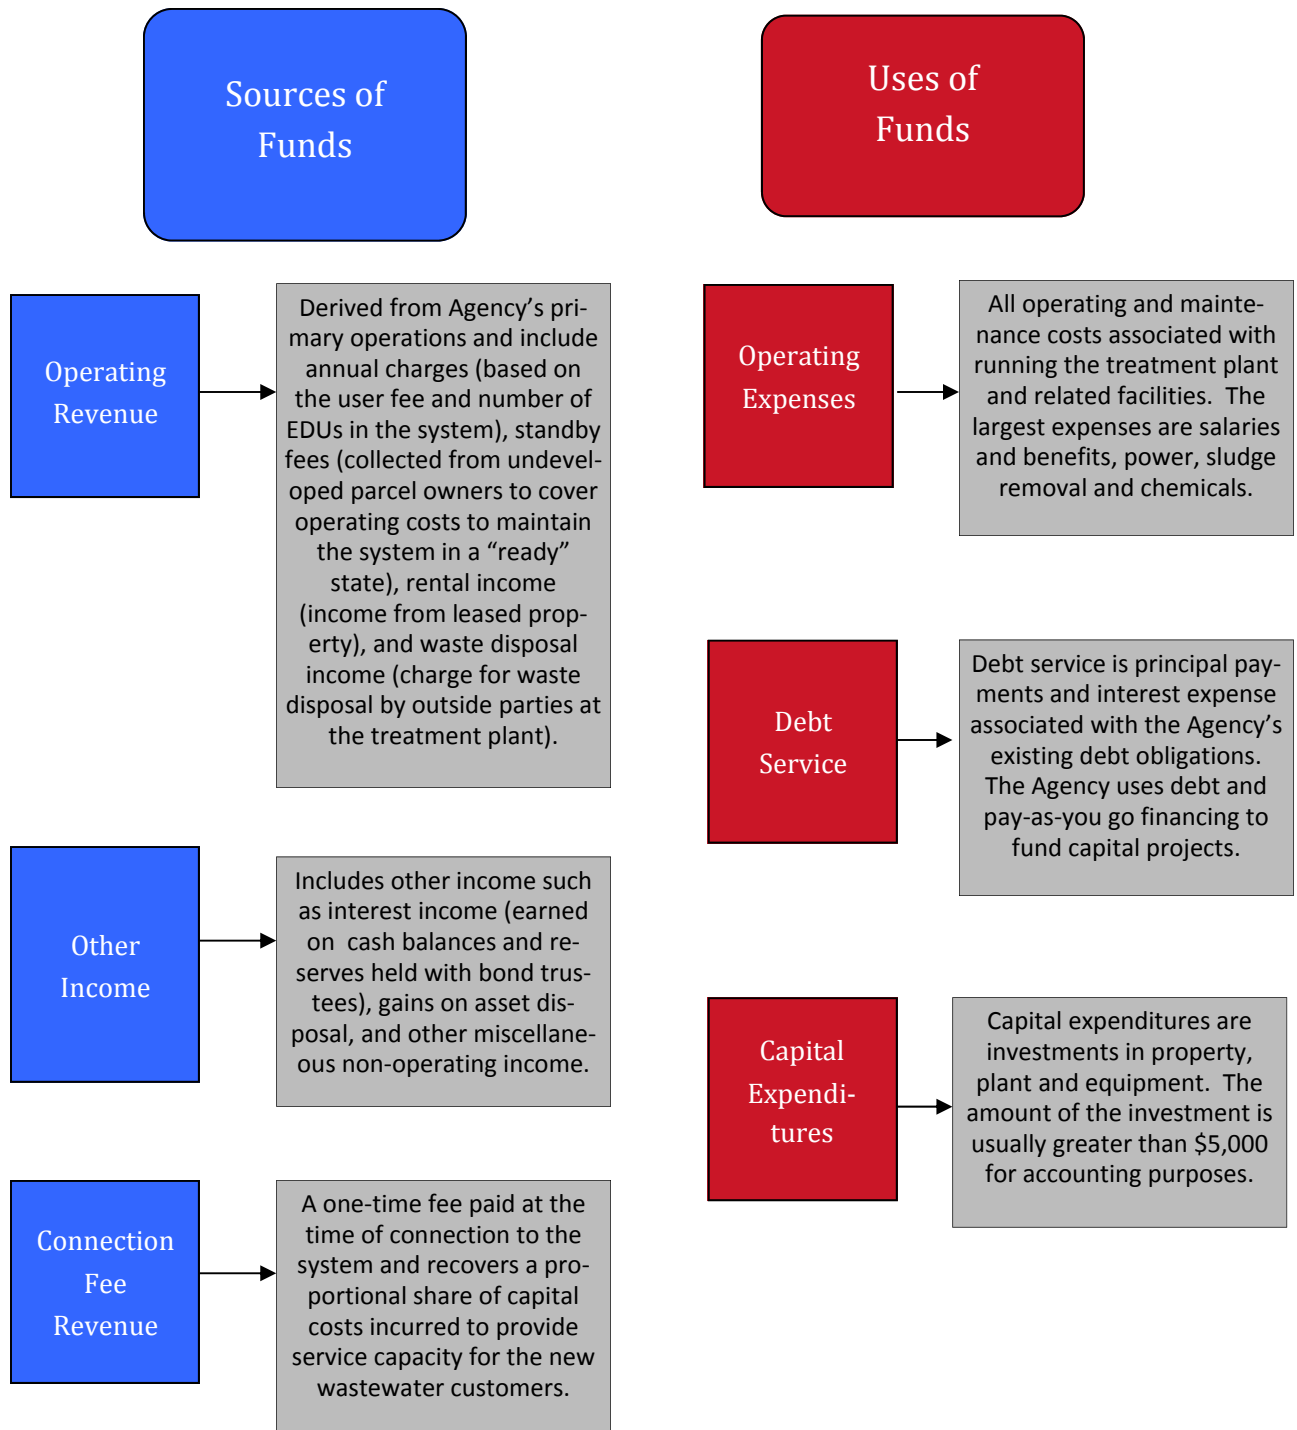 Sources of
Funds
Operating
Revenue
Derived from Agency’s pri-
mary operations and include
annual charges (based on
the user fee and number of
EDUs in the system), standby
fees (collected from undevel-
oped parcel owners to cover
operating costs to maintain
the system in a “ready”
state), rental income
(income from leased prop-
erty), and waste disposal
income (charge for waste
disposal by outside parties at
the treatment plant).
Other
Income
Includes other income such
as interest income (earned
on  cash balances and re-
serves held with bond trus-
tees), gains on asset dis-
posal, and other miscellane-
ous non-operating income.
Connection
Fee
Revenue
A one-time fee paid at the
time of connection to the
system and recovers a pro-
portional share of capital
costs incurred to provide
service capacity for the new
wastewater customers.
Uses of
Funds
Operating
Expenses
All operating and mainte-
nance costs associated with
running the treatment plant
and related facilities.  The
largest expenses are salaries
and benefits, power, sludge
removal and chemicals.
Debt
Service
Debt service is principal pay-
ments and interest expense
associated with the Agency’s
existing debt obligations.
The Agency uses debt and
pay-as-you go financing to
fund capital projects.
Capital
Expendi-
tures
Capital expenditures are
investments in property,
plant and equipment.  The
amount of the investment is
usually greater than $5,000
for accounting purposes.